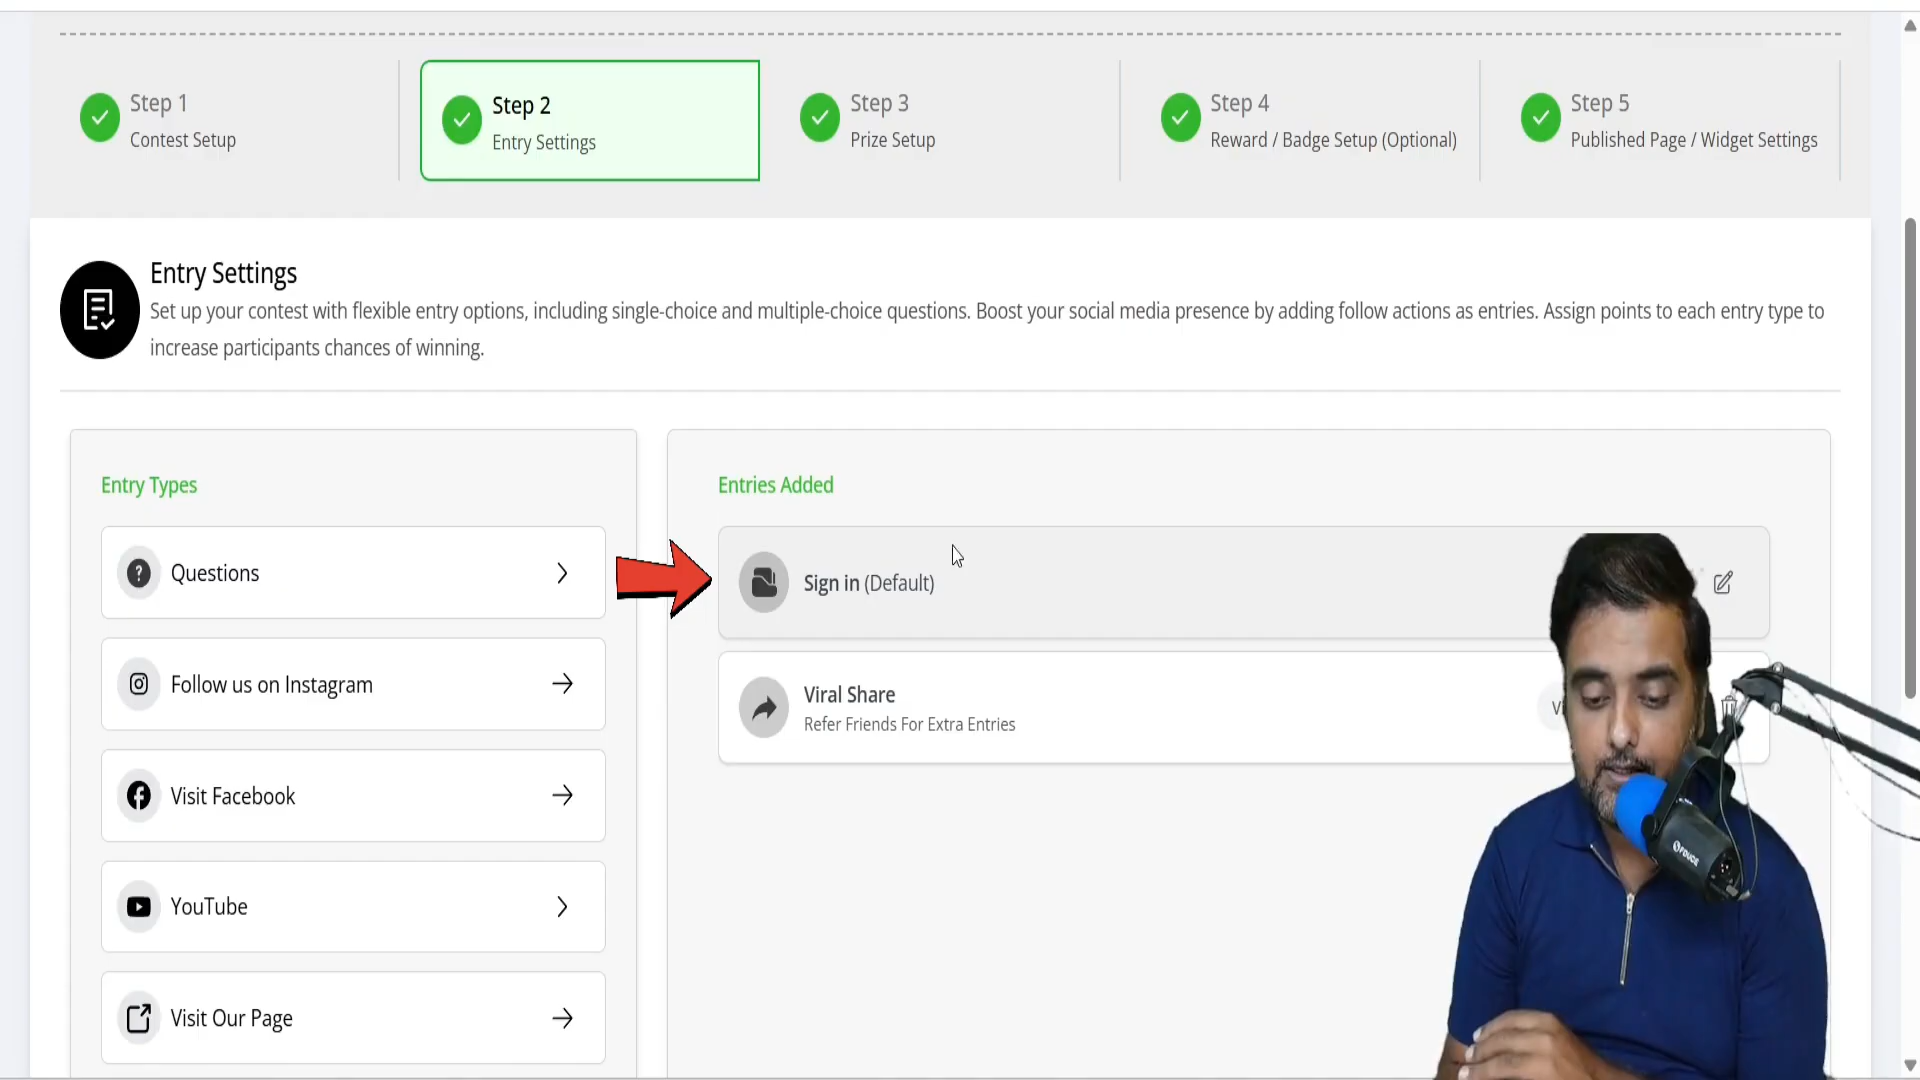 Step 1
Contest Setup
Step 2
Entry Settings
Step 3
Prize Setup
Step 4
Reward / Badge Setup (Optional)
Step 5
Published Page / Widget Settings
Entry Settings
Set up your contest with flexible entry options, including single-choice and multiple-choice questions. Boost your social media presence by adding follow actions as entries. Assign points to each entry type to
increase participants chances of winning.
Entry Types
Questions
Follow us on Instagram
Visit Facebook
YouTube
Visit Our Page
Entries Added
Sign in (Default)
Viral Share
Refer Friends For Extra Entries
FDUCE